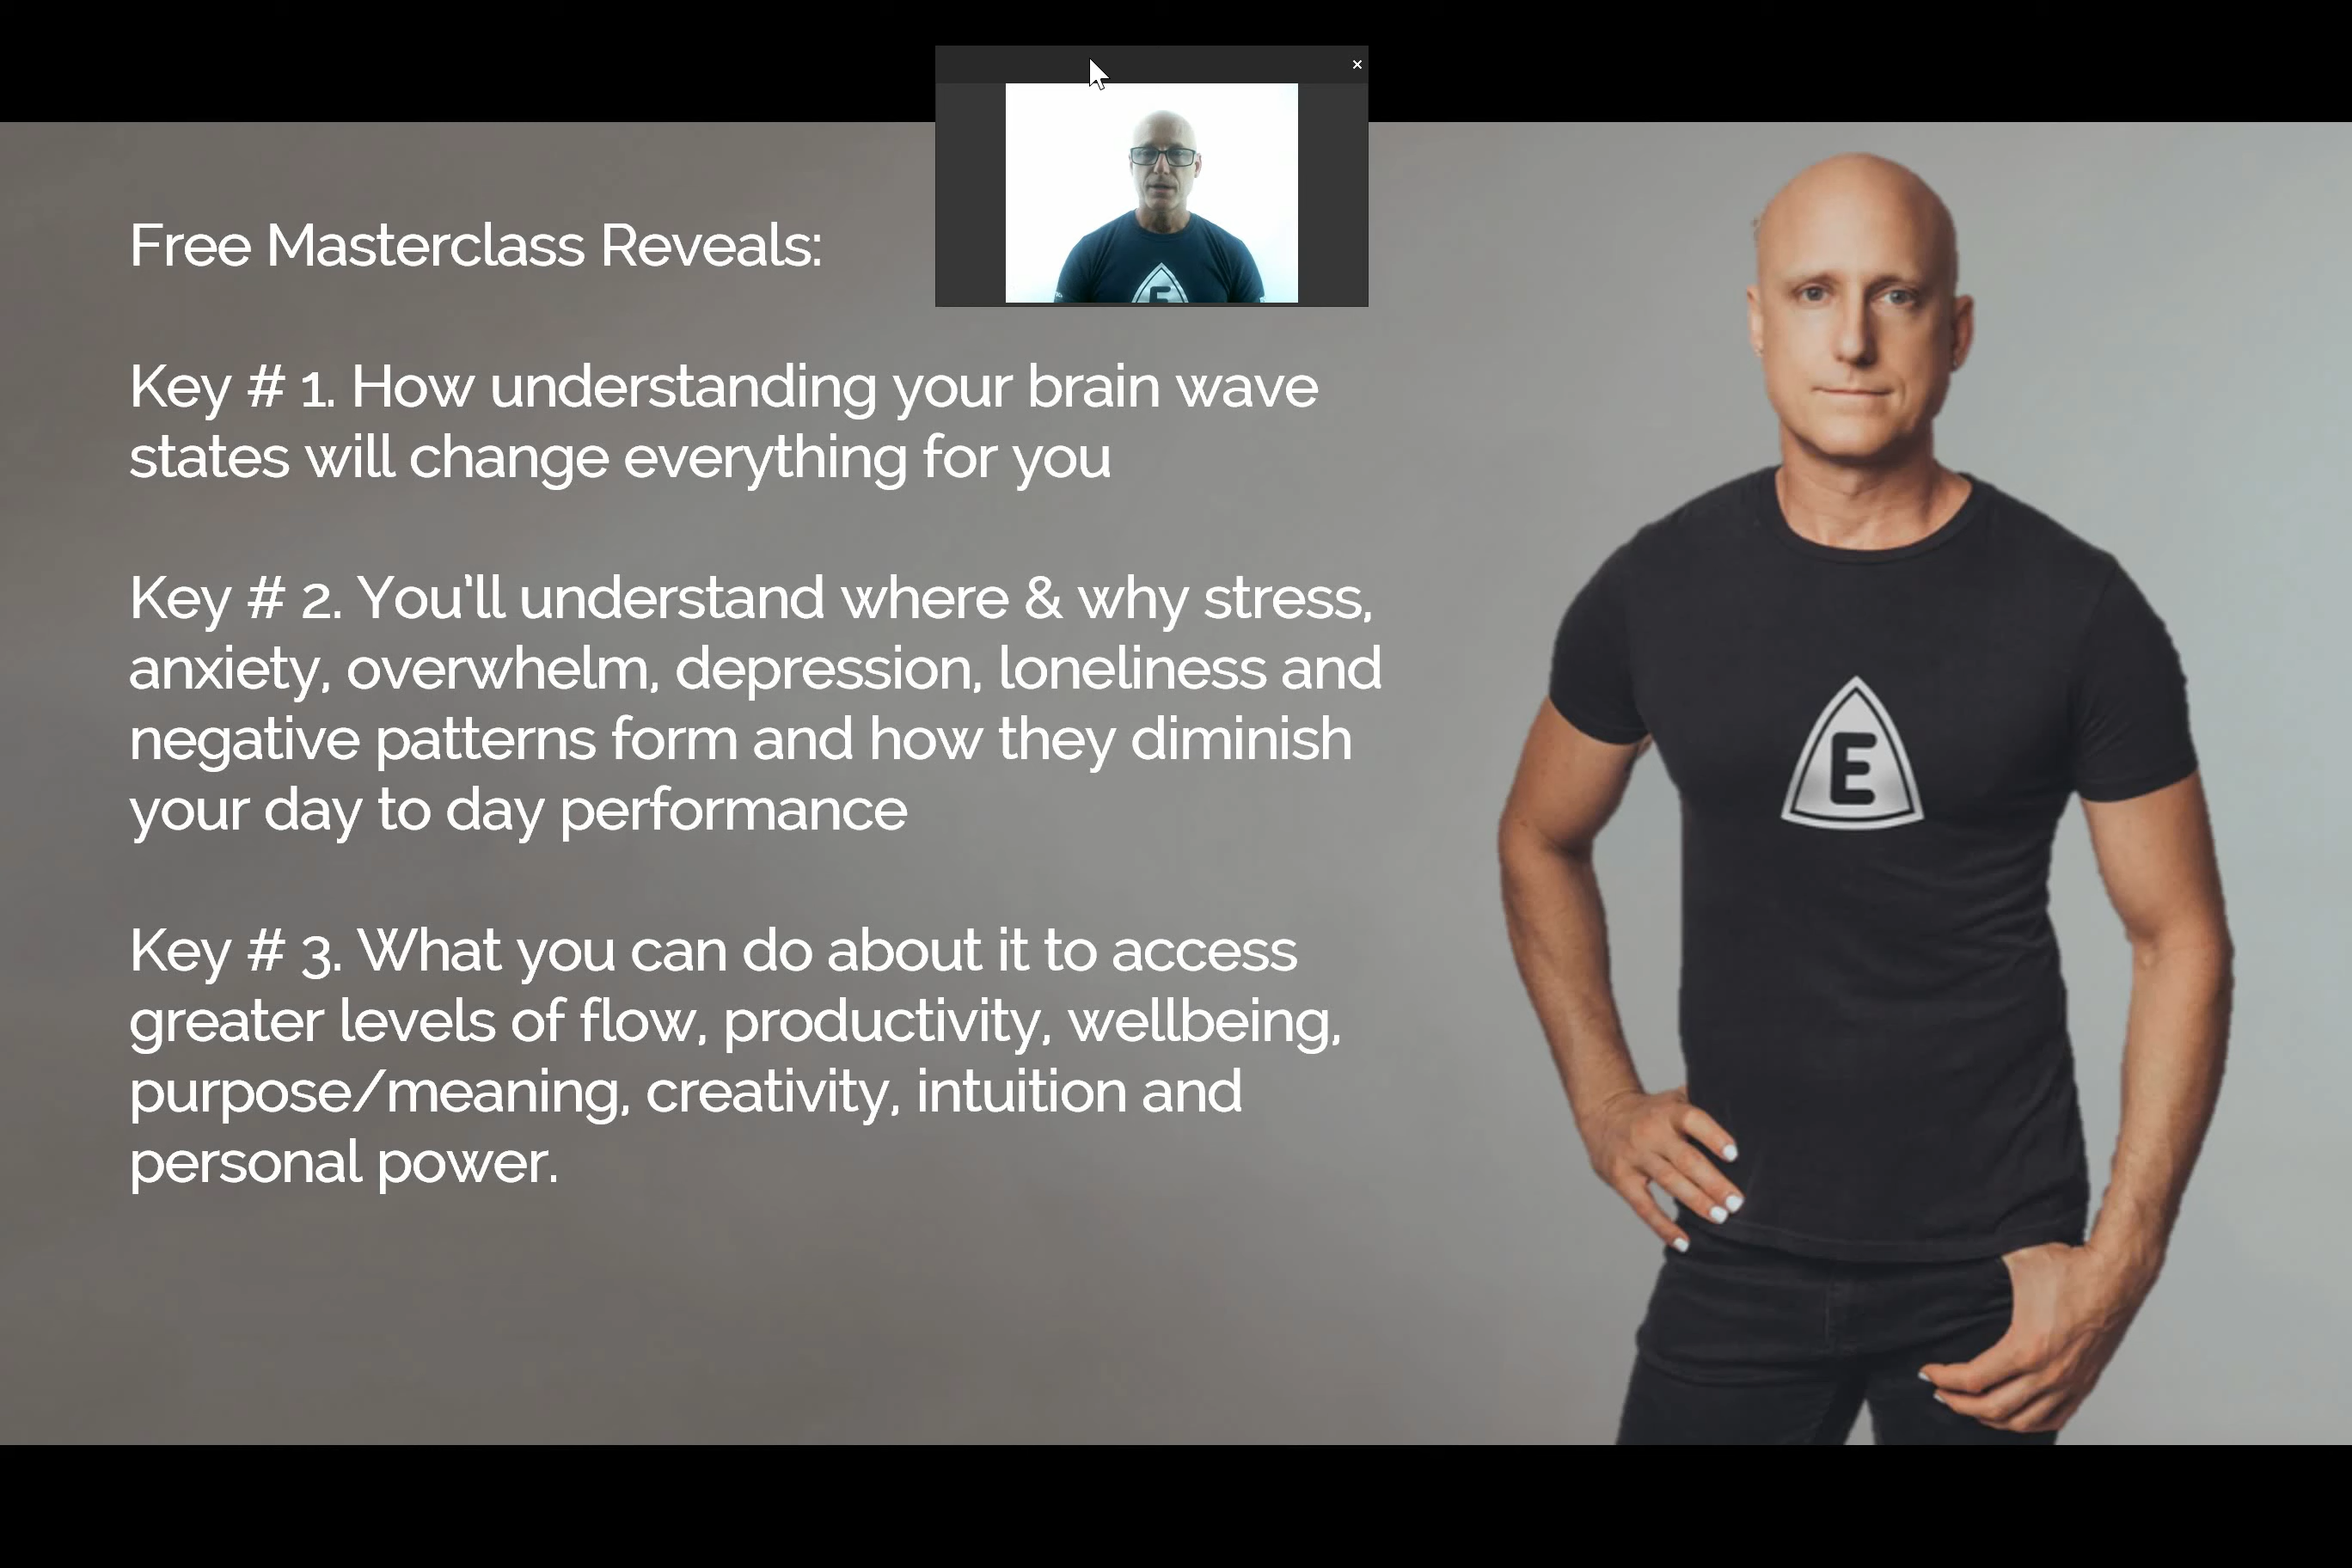 Free Masterclass Reveals:
Key # 1. How understanding your brain wave
states will change everything for you
Key # 2. You'll understand where & why stress,
anxiety, overwhelm, depression, loneliness and
negative patterns form and how they diminish
your day to day performance
Key # 3. What you can do about it to access
greater levels of flow, productivity, wellbeing,
purpose/meaning, creativity, intuition and
personal power.
E
E